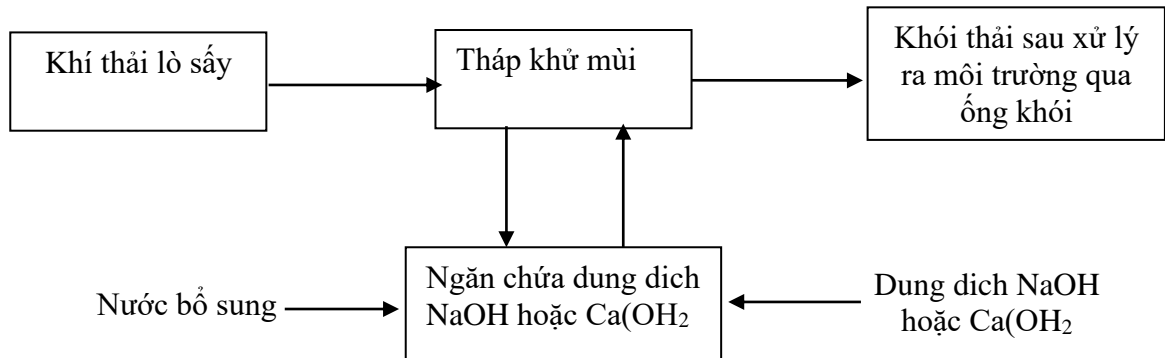 Khí thải lò sấy
Tháp khử mùi
Khói thải sau xử lý
ra môi trường qua
ống khói
Nước bổ sung
Ngăn chứa dung dich
NaOH hoặc Ca(OH₂
Dung dich NaOH
hoặc Ca(OH₂